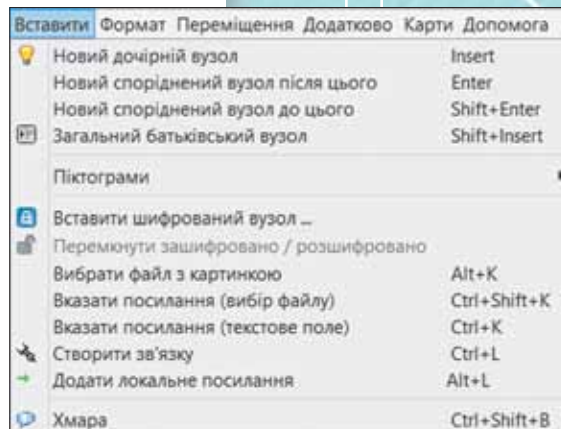 Вставити Формат Переміщення Додатково Карти Допомога
Новий дочірній вузол Insert
Новий споріднений вузол після цього Enter
Новий споріднений вузол до цього Shift+Enter
Загальний батьківський вузол Shift+Insert
Піктограми
Вставити шифрований вузол ...
Перемкнути зашифровано / розшифровано
Вибрати файл з картинкою Alt+K
Вказати посилання (вибір файлу) Ctrl+Shift+K
Вказати посилання (текстове поле) Ctrl+K
Створити зв'язку Ctrl+L
Додати локальне посилання Alt+L
Хмара Ctrl+Shift+B